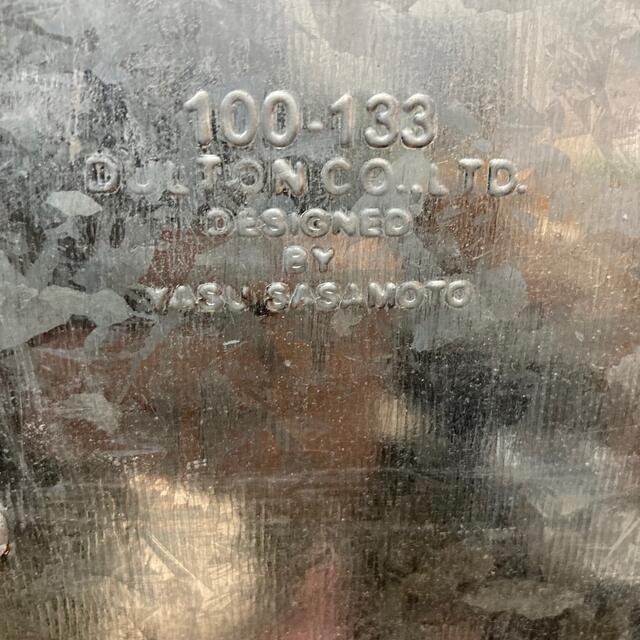 100-133
DULTON CO.,LTD.
DESIGNED
BY
YASU SASAMOTO